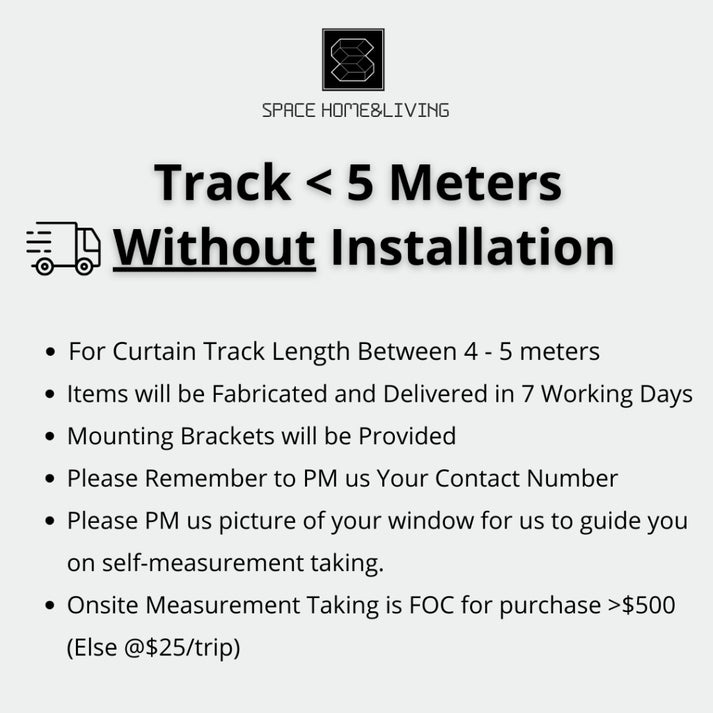 SPACE HOME&LIVING
Track < 5 Meters
Without Installation
• For Curtain Track Length Between 4 - 5 meters
• Items will be Fabricated and Delivered in 7 Working Days
• Mounting Brackets will be Provided
• Please Remember to PM us Your Contact Number
• Please PM us picture of your window for us to guide you
on self-measurement taking.
• Onsite Measurement Taking is FOC for purchase >$500
(Else @$25/trip)